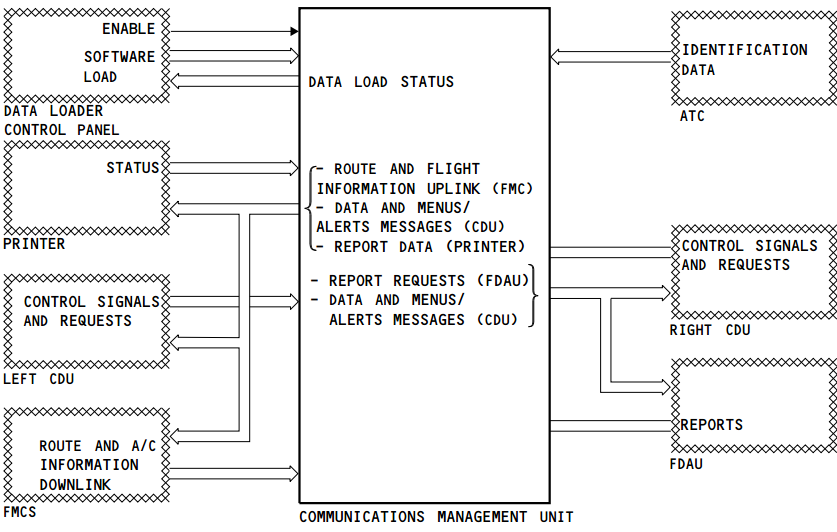 ENABLE
SOFTWARE
LOAD
DATA LOADER
CONTROL PANEL
STATUS
PRINTER
CONTROL SIGNALS
AND REQUESTS
LEFT CDU
ROUTE AND A/C
INFORMATION
DOWNLINK
FMCS
DATA LOAD STATUS
- ROUTE AND FLIGHT
INFORMATION UPLINK (FMC)
- DATA AND MENUS/
ALERTS MESSAGES (CDU)
- REPORT DATA (PRINTER)
- REPORT REQUESTS (FDAU)
- DATA AND MENUS/
ALERTS MESSAGES (CDU)
COMMUNICATIONS MANAGEMENT UNIT
IDENTIFICATION
DATA
ATC
CONTROL SIGNALS
AND REQUESTS
RIGHT CDU
REPORTS
FDAU